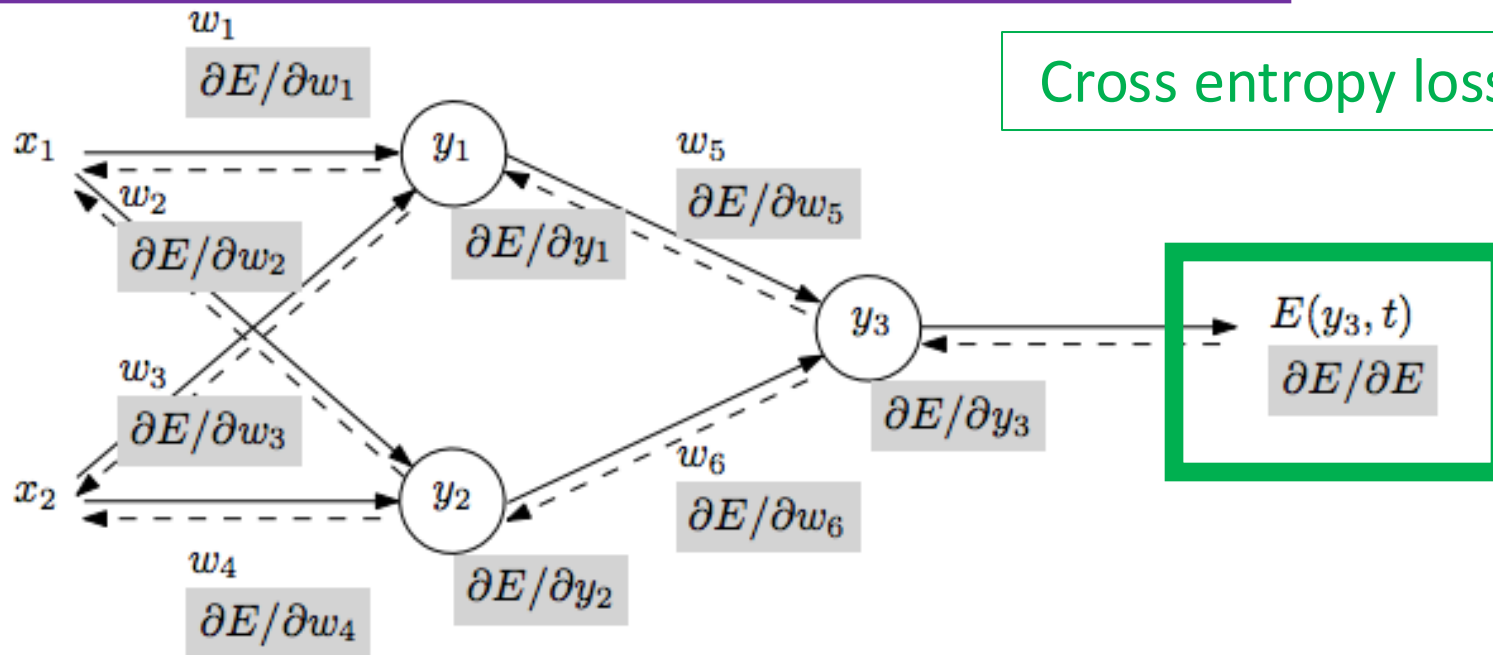 w₁
∂E/∂w₁
Cross entropy loss
x₁
y₁
w₅
w₂
∂E/∂w₅
∂E/∂w₂
∂E/∂y₁
y₃
E(y₃, t)
w₃
∂E/∂E
∂E/∂w₃
∂E/∂y₃
w₆
x₂
y₂
∂E/∂w₆
w₄
∂E/∂y₂
∂E/∂w₄